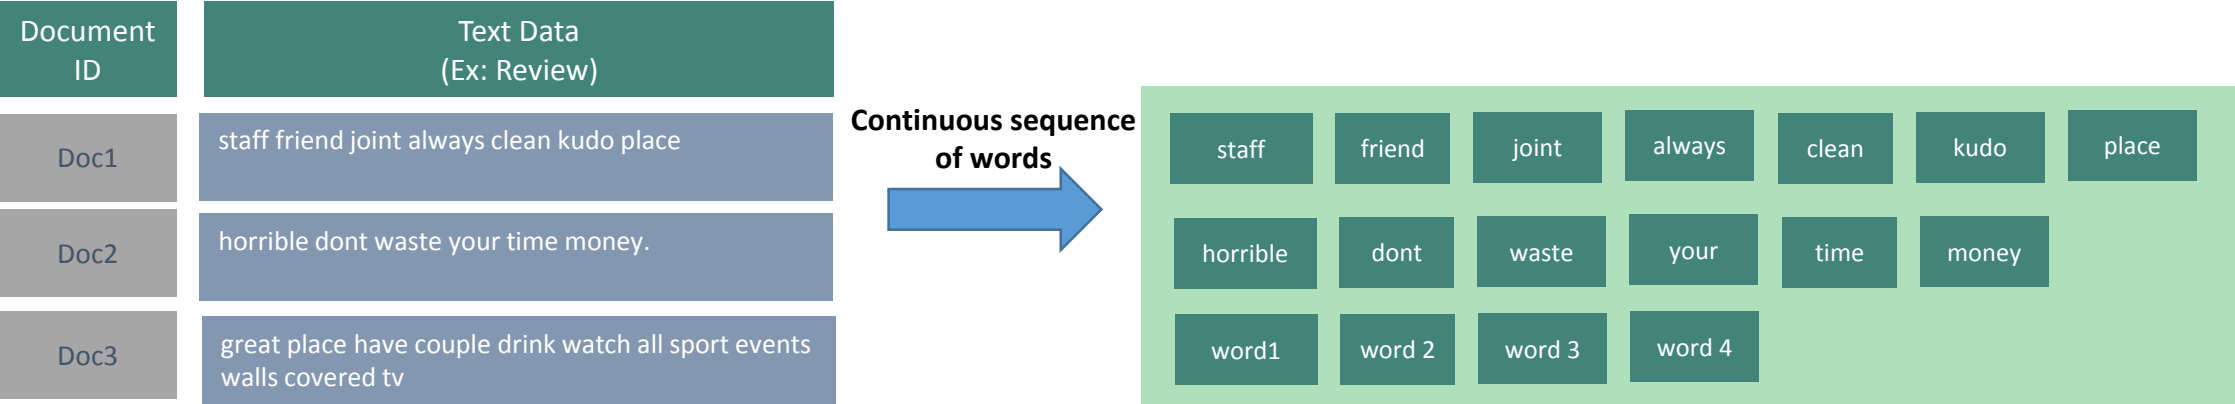 Document
ID
Text Data
(Ex: Review)
Doc1
staff friend joint always clean kudo place
Doc2
horrible dont waste your time money.
Doc3
great place have couple drink watch all sport events
walls covered tv
Continuous sequence
of words
staff friend joint always clean kudo place
horrible dont waste your time money
word1 word 2 word 3 word 4